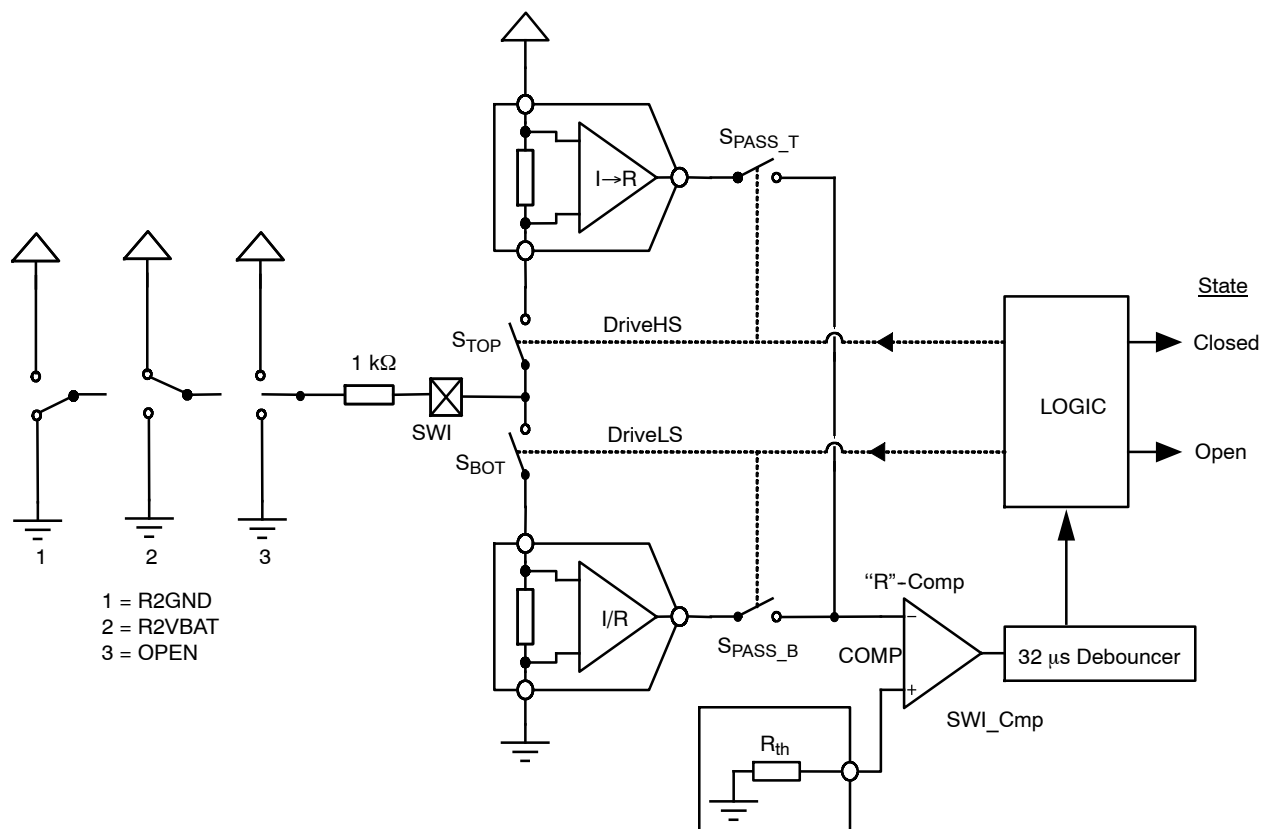 S_PASS_T
I→R
State
DriveHS
S_TOP
Closed
1 kΩ
LOGIC
SWI
DriveLS
S_BOT
Open
1
2
3
"R"-Comp
1 = R2GND
2 = R2VBAT
3 = OPEN
I/R
−
S_PASS_B
COMP
32 μs Debouncer
+
SWI_Cmp
R_th